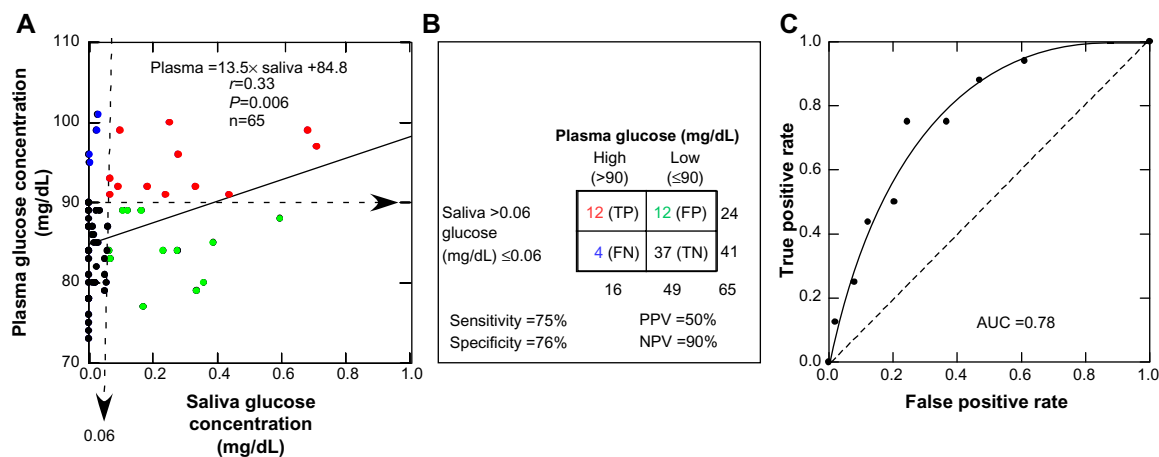 A
110
100
90
80
70
Plasma glucose concentration
(mg/dL)
Plasma =13.5× saliva +84.8
r=0.33
P=0.006
n=65
0.0 0.2 0.4 0.6 0.8 1.0
0.06
Saliva glucose
concentration
(mg/dL)
B
Plasma glucose (mg/dL)
High Low
(>90) (≤90)
Saliva >0.06 12 (TP) 12 (FP) 24
glucose
(mg/dL) ≤0.06 4 (FN) 37 (TN) 41
16 49 65
Sensitivity =75% PPV =50%
Specificity =76% NPV =90%
C
1.0
0.8
0.6
0.4
0.2
0.0
True positive rate
AUC =0.78
0.0 0.2 0.4 0.6 0.8 1.0
False positive rate